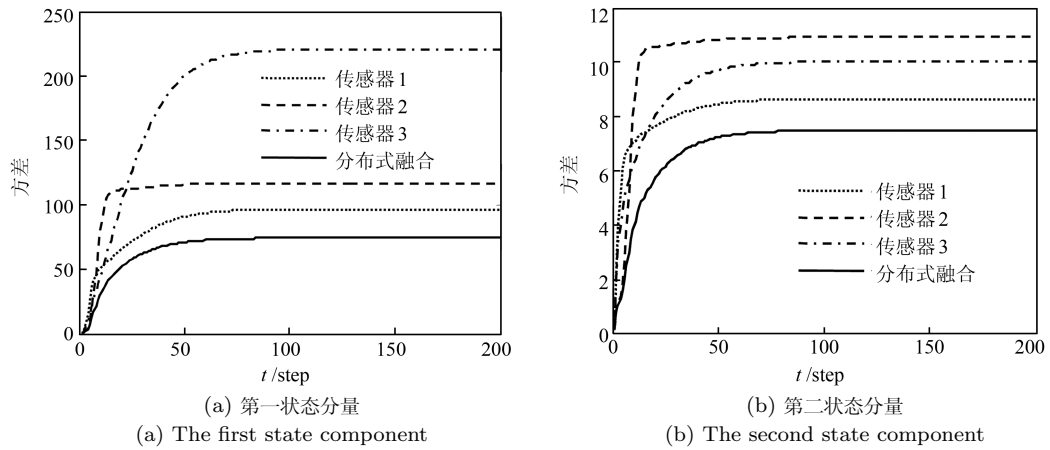 250
200
150
100
50
0
方差
传感器1
传感器2
传感器3
分布式融合
0 50 100 150 200
t /step
(a) 第一状态分量
(a) The first state component
12
10
8
6
4
2
0
方差
传感器1
传感器2
传感器3
分布式融合
0 50 100 150 200
t /step
(b) 第二状态分量
(b) The second state component